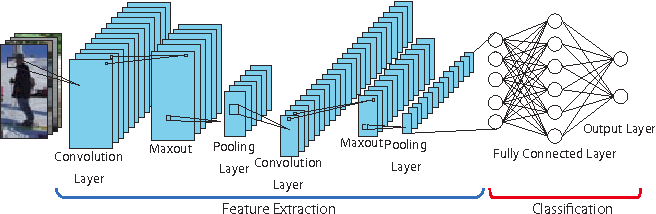 Convolution
Layer
Maxout
Pooling
Layer
Convolution
Layer
Maxout
Pooling
Layer
Fully Connected Layer
Output Layer
Feature Extraction
Classification